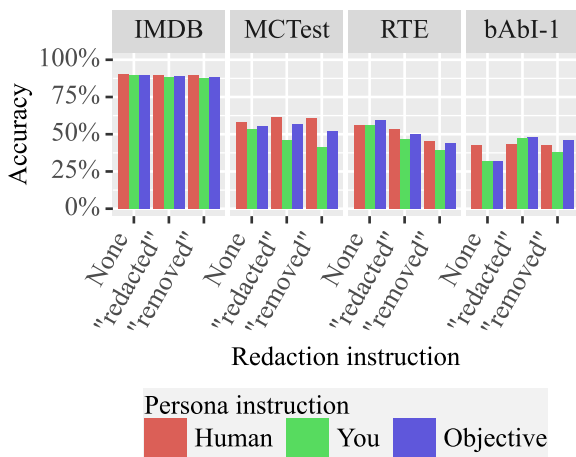 IMDB MCTest RTE bAbI-1
Accuracy
100%
75%
50%
25%
0%
None "redacted" "removed" None "redacted" "removed" None "redacted" "removed" None "redacted" "removed"
Redaction instruction
Persona instruction
Human You Objective